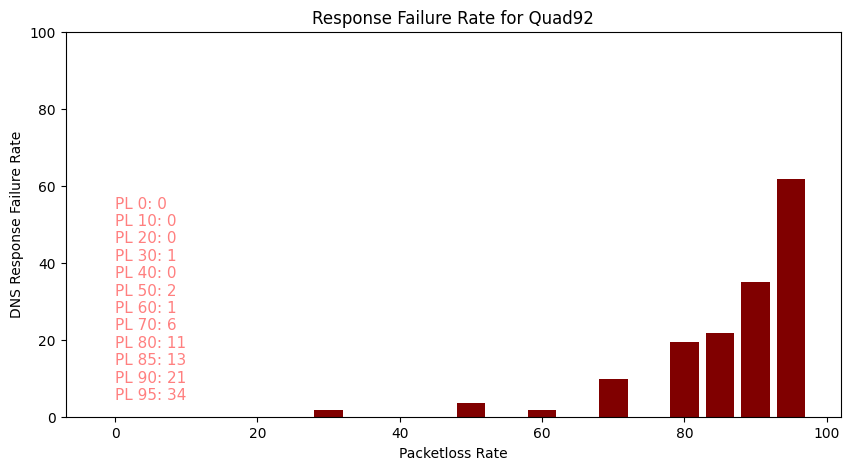 Response Failure Rate for Quad92
100
80
60
40
20
0
DNS Response Failure Rate
PL 0: 0
PL 10: 0
PL 20: 0
PL 30: 1
PL 40: 0
PL 50: 2
PL 60: 1
PL 70: 6
PL 80: 11
PL 85: 13
PL 90: 21
PL 95: 34
0 20 40 60 80 100
Packetloss Rate